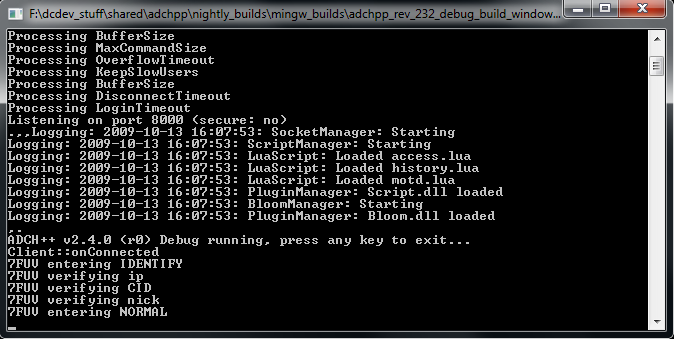 F:\dcdev_stuff\shared\adchpp\nightly_builds\mingw_builds\adchpp_rev_232_debug_build_window...
Processing BufferSize
Processing MaxCommandSize
Processing OverflowTimeout
Processing KeepSlowUsers
Processing BufferSize
Processing DisconnectTimeout
Processing LoginTimeout
Listening on port 8000 (secure: no)
.,,Logging: 2009-10-13 16:07:53: SocketManager: Starting
Logging: 2009-10-13 16:07:53: ScriptManager: Starting
Logging: 2009-10-13 16:07:53: LuaScript: Loaded access.lua
Logging: 2009-10-13 16:07:53: LuaScript: Loaded history.lua
Logging: 2009-10-13 16:07:53: LuaScript: Loaded motd.lua
Logging: 2009-10-13 16:07:53: PluginManager: Script.dll loaded
Logging: 2009-10-13 16:07:53: BloomManager: Starting
Logging: 2009-10-13 16:07:53: PluginManager: Bloom.dll loaded
,.
ADCH++ v2.4.0 (r0) Debug running, press any key to exit...
Client::onConnected
7FUV entering IDENTIFY
7FUV verifying ip
7FUV verifying CID
7FUV verifying nick
7FUV entering NORMAL